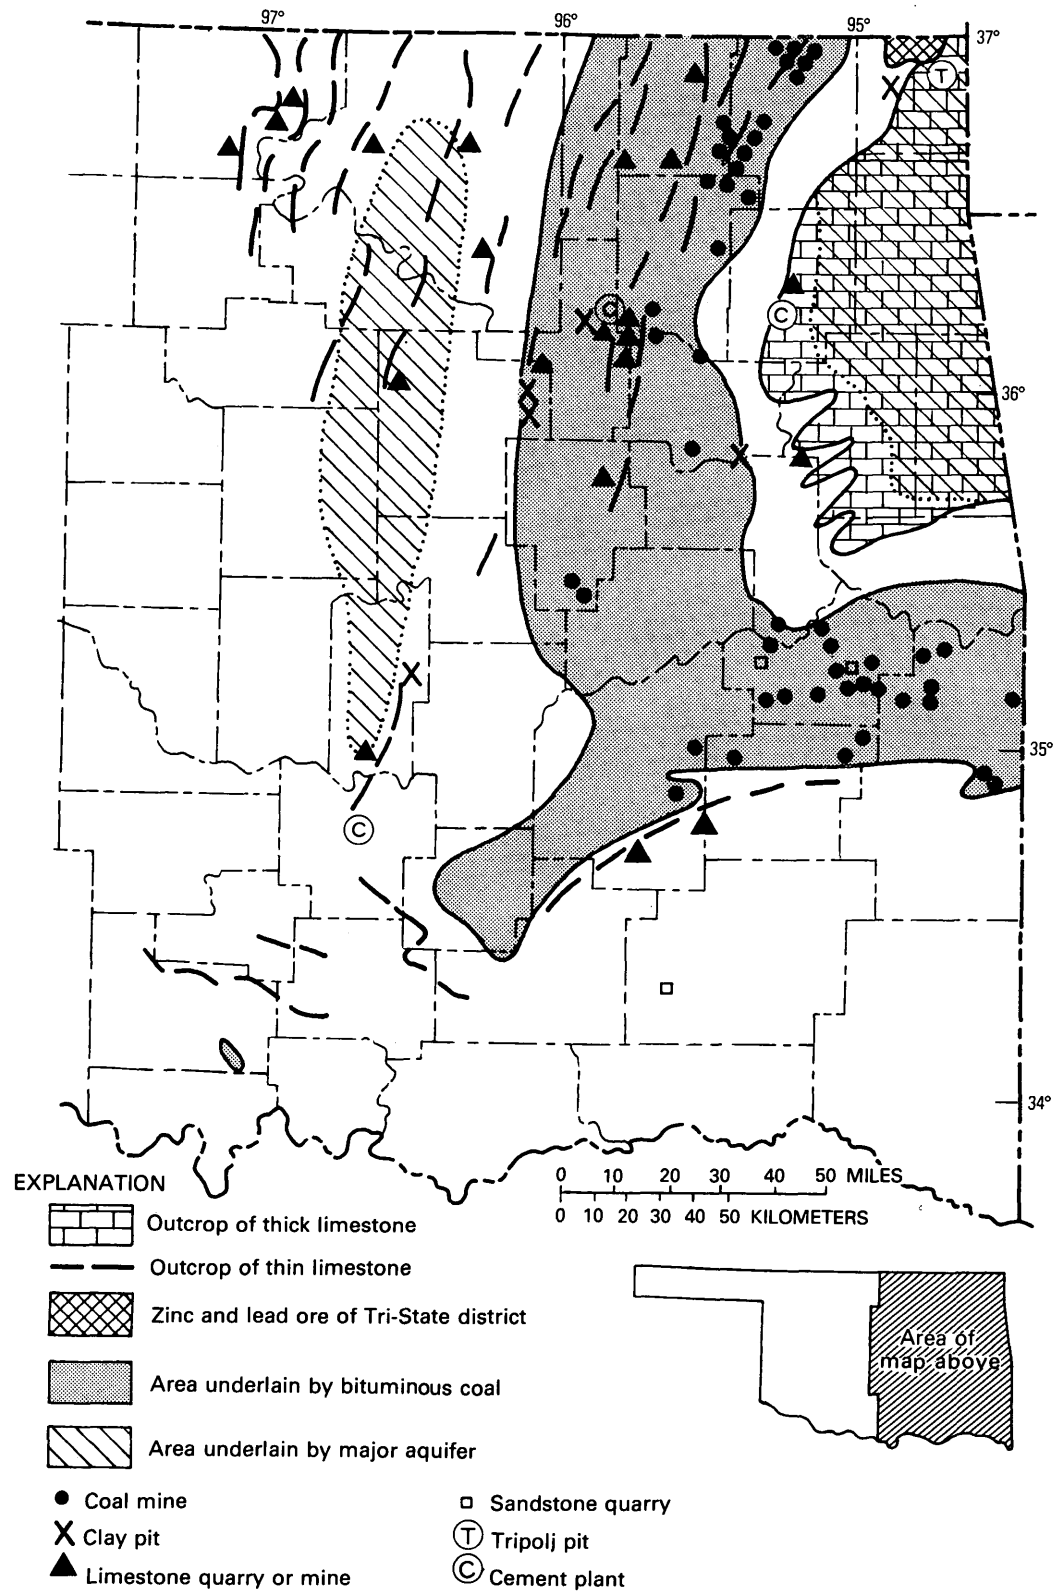 97°
96°
95°
37°
T
C
C
36°
35°
C
34°
EXPLANATION
Outcrop of thick limestone
Outcrop of thin limestone
Zinc and lead ore of Tri-State district
Area underlain by bituminous coal
Area underlain by major aquifer
Coal mine
Clay pit
Limestone quarry or mine
Sandstone quarry
T Tripolj pit
C Cement plant
0 10 20 30 40 50 MILES
0 10 20 30 40 50 KILOMETERS
Area of
map above